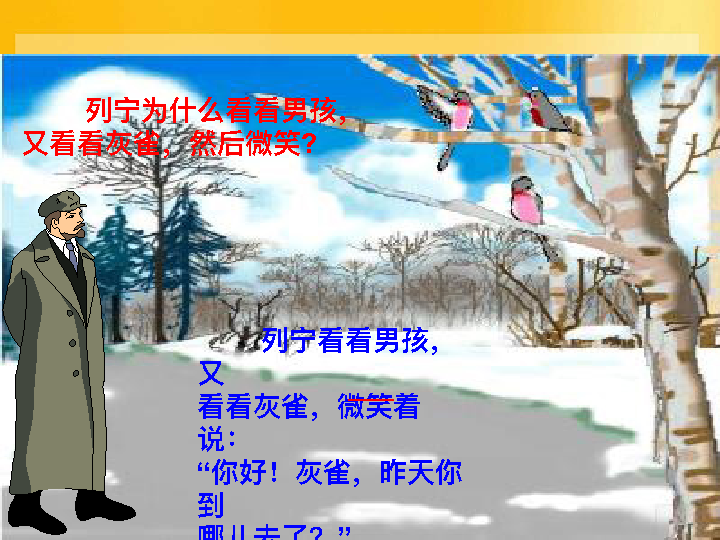 列宁为什么看看男孩，
又看看灰雀，然后微笑?
列宁看看男孩，
又
看看灰雀，微笑着
说：
“你好！灰雀，昨天你
到
哪儿去了？”